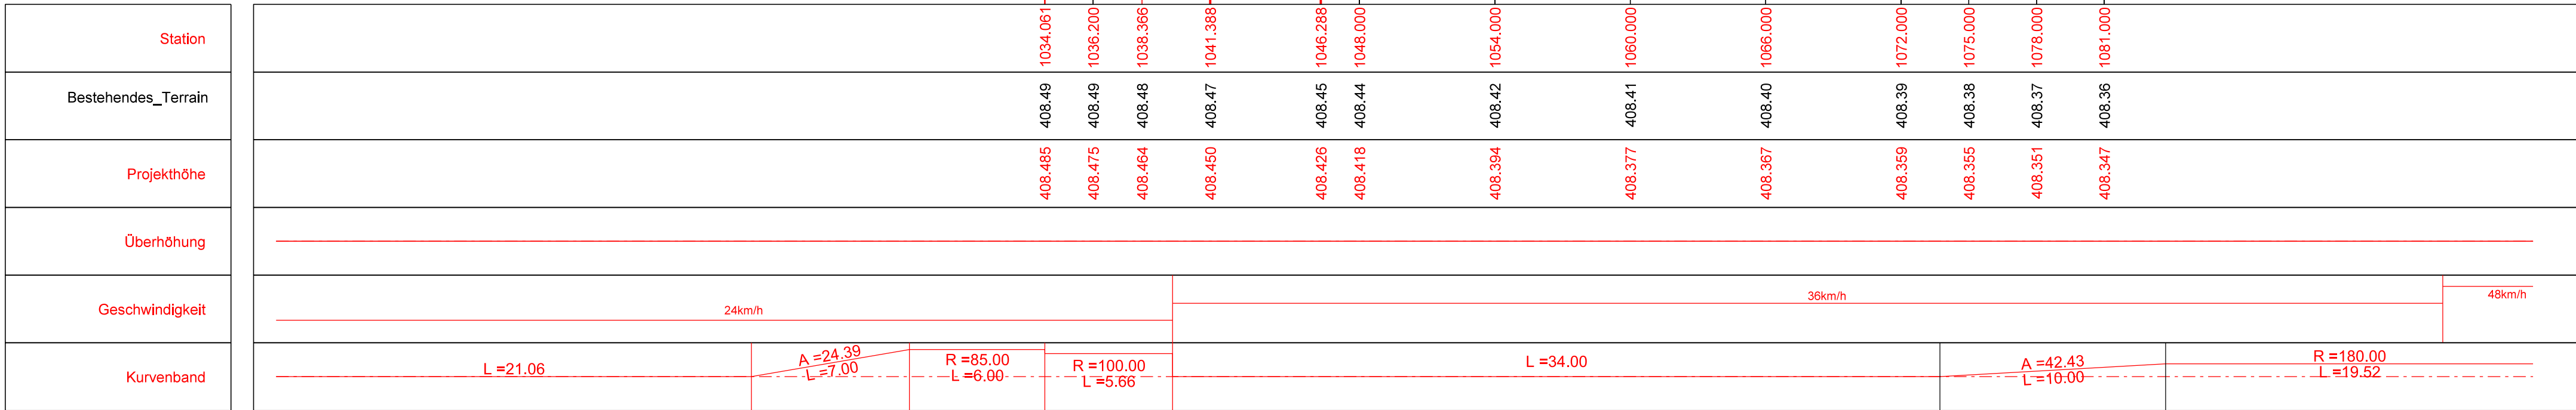 Station
1034.061 1036.200 1038.366 1041.388 1046.288 1048.000 1054.000 1060.000 1066.000 1072.000 1075.000 1078.000 1081.000
Bestehendes_Terrain
408.49 408.49 408.48 408.47 408.45 408.44 408.42 408.41 408.40 408.39 408.38 408.37 408.36
Projekthöhe
408.485 408.475 408.464 408.450 408.426 408.418 408.394 408.377 408.367 408.359 408.355 408.351 408.347
Überhöhung
Geschwindigkeit
24km/h 36km/h 48km/h
Kurvenband
L =21.06
A =24.39
L =7.00
R =85.00
L =6.00
R =100.00
L =5.66
L =34.00
A =42.43
L =10.00
R =180.00
L =19.52